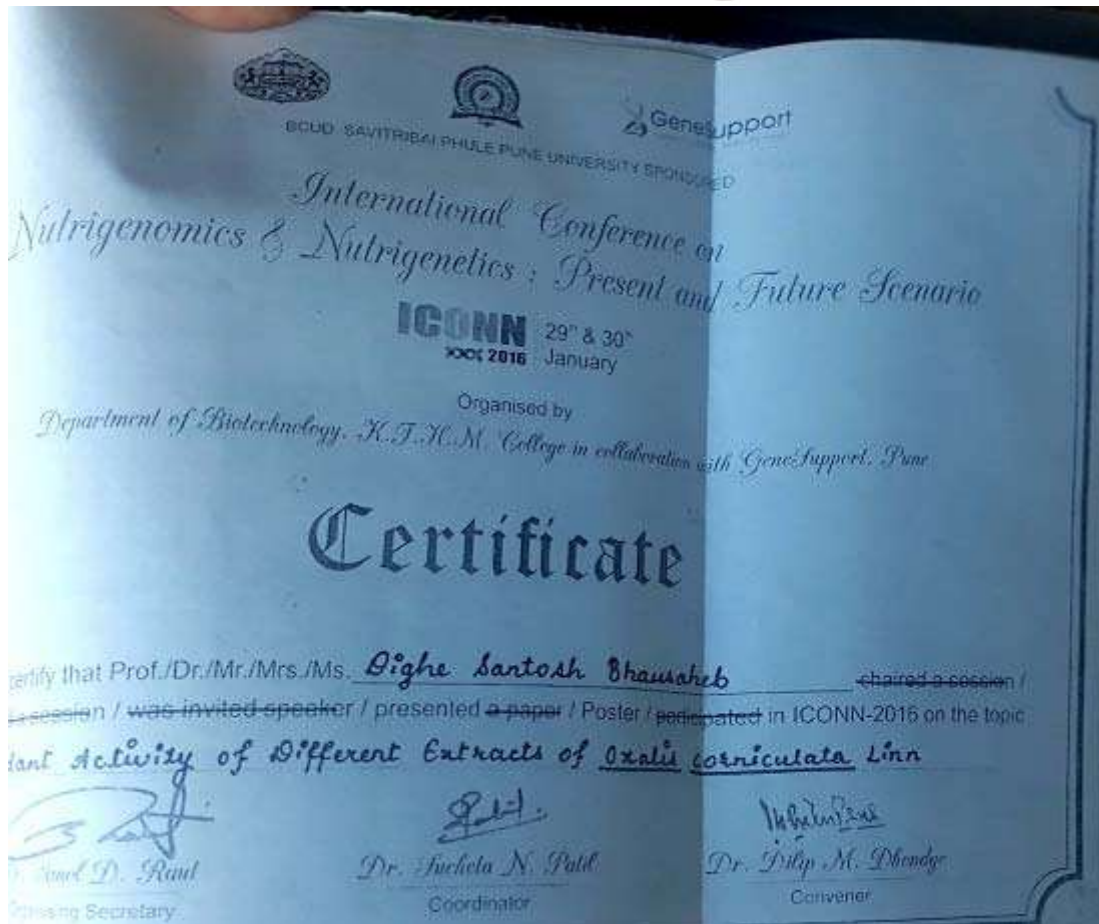 GeneSupport
BCUD SAVITRIBAI PHULE PUNE UNIVERSITY SPONSORED
International Conference on
Nutrigenomics & Nutrigenetics : Present and Future Scenario
ICONN 29th & 30th
2016 January
Organised by
Department of Biotechnology, K.T.H.M. College in collaboration with GeneSupport, Pune
Certificate
certify that Prof./Dr./Mr./Mrs./Ms. Dighe Santosh Bhausaheb chaired a session /
session / was invited speaker / presented a paper / Poster / participated in ICONN-2016 on the topic
dant Activity of Different Extracts of Oxalis corniculata Linn
D. Raut Dr. Sucheta N. Patil Dr. Dilip M. Dhondge
Secretary Coordinator Convener